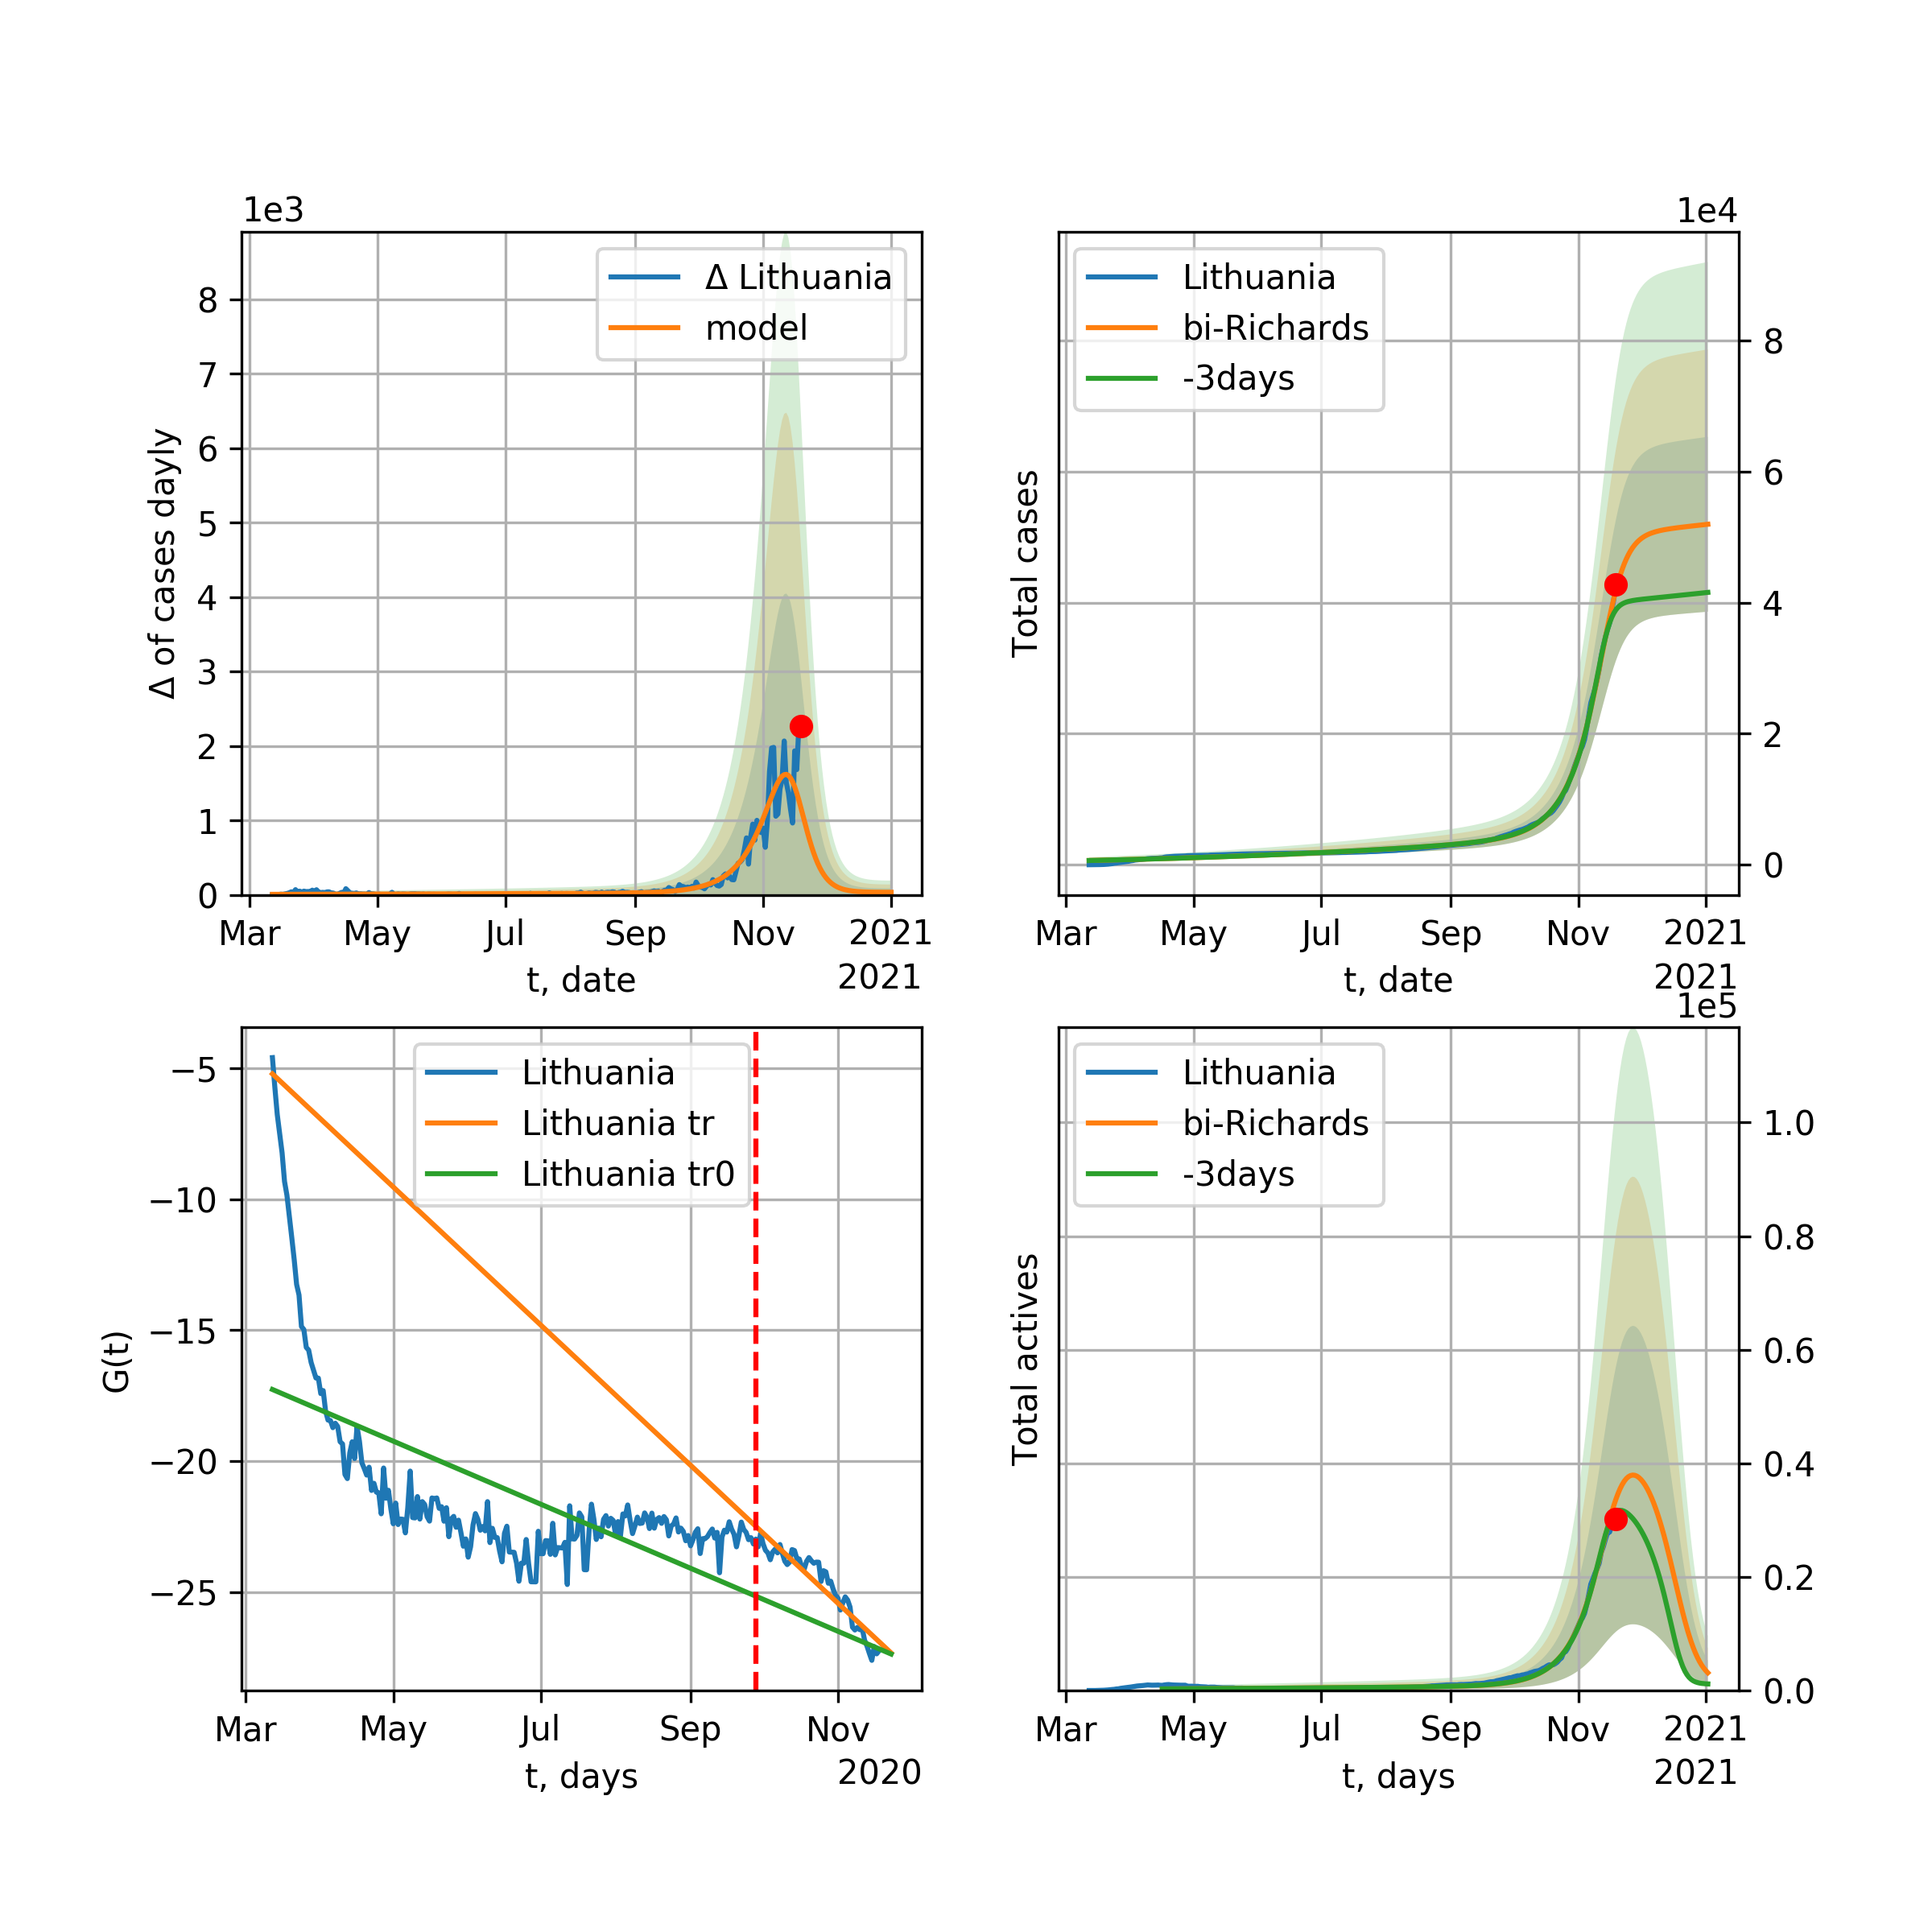 1e3
Δ of cases dayly
8
7
6
5
4
3
2
1
0
Δ Lithuania
model
Mar May Jul Sep Nov 2021
t, date
2021
1e4
Total cases
Lithuania
bi-Richards
-3days
8
6
4
2
0
Mar May Jul Sep Nov 2021
t, date
2021
G(t)
−5
−10
−15
−20
−25
Lithuania
Lithuania tr
Lithuania tr0
Mar May Jul Sep Nov
t, days
2020
1e5
Total actives
Lithuania
bi-Richards
-3days
1.0
0.8
0.6
0.4
0.2
0.0
Mar May Jul Sep Nov 2021
t, days
2021